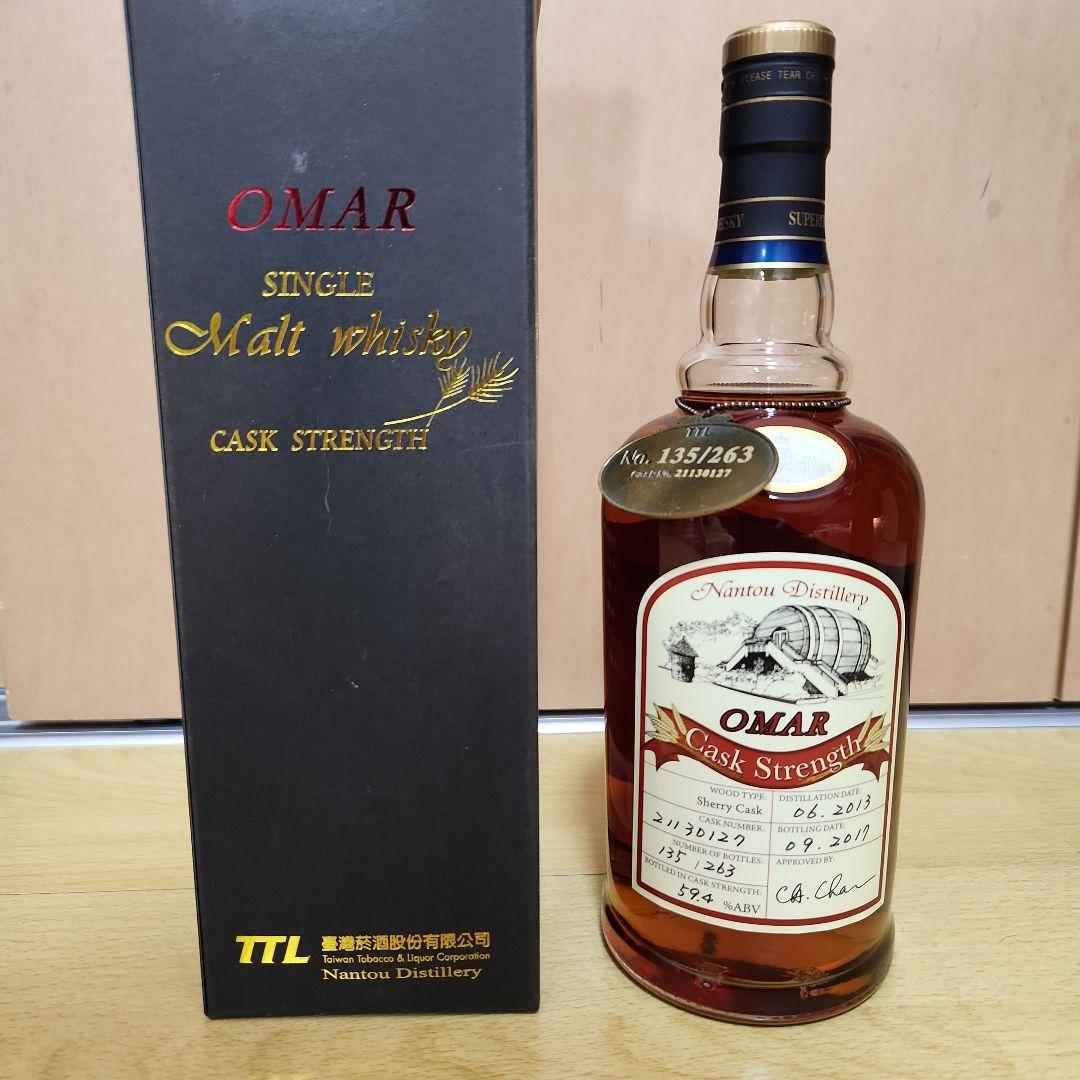 OMAR
SINGLE
Malt whisky
CASK STRENGTH
TTL 臺灣菸酒股份有限公司
Taiwan Tobacco & Liquor Corporation
Nantou Distillery
PLEASE TEAR OFF
TTL
No. 135/263
Cask No. 21130127
Nantou Distillery
OMAR
Cask Strength
WOOD TYPE:
Sherry Cask
CASK NUMBER:
21130127
NUMBER OF BOTTLES:
135 / 263
BOTTLED IN CASK STRENGTH:
59.4 %ABV
DISTILLATION DATE:
06. 2013
BOTTLING DATE:
09. 2017
APPROVED BY: